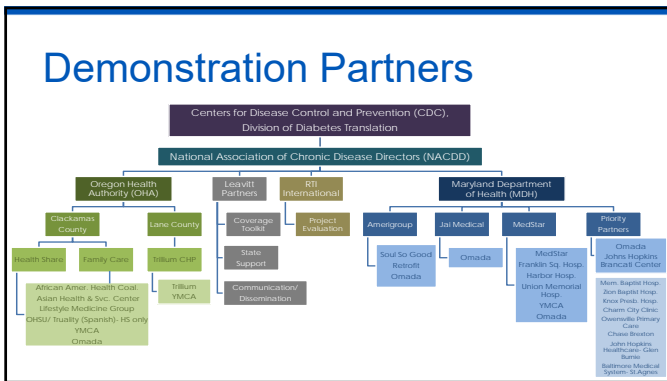 Demonstration Partners
Centers for Disease Control and Prevention (CDC),
Division of Diabetes Translation
National Association of Chronic Disease Directors (NACDD)
Oregon Health
Authority (OHA)
Leavitt
Partners
RTI
International
Maryland Department
of Health (MDH)
Clackamas
County
Lane County
Coverage
Toolkit
Project
Evaluation
Amerigroup
Jai Medical
MedStar
Priority
Partners
Health Share
Family Care
Trillium CHP
State
Support
Soul So Good
Retrofit
Omada
Omada
MedStar
Franklin Sq. Hosp.
Harbor Hosp.
Union Memorial
Hosp.
YMCA
Omada
Omada
Johns Hopkins
Brancati Center
African Amer. Health Coal.
Asian Health & Svc. Center
Lifestyle Medicine Group
OHSU/ Truality (Spanish)- HS only
YMCA
Omada
Trillium
YMCA
Communication/
Dissemination
Mem. Baptist Hosp.
Zion Baptist Hosp.
Knox Presb. Hosp.
Charm City Clinic
Owensville Primary
Care
Chase Brexton
John Hopkins
Healthcare- Glen
Burnie
Baltimore Medical
System- St.Agnes